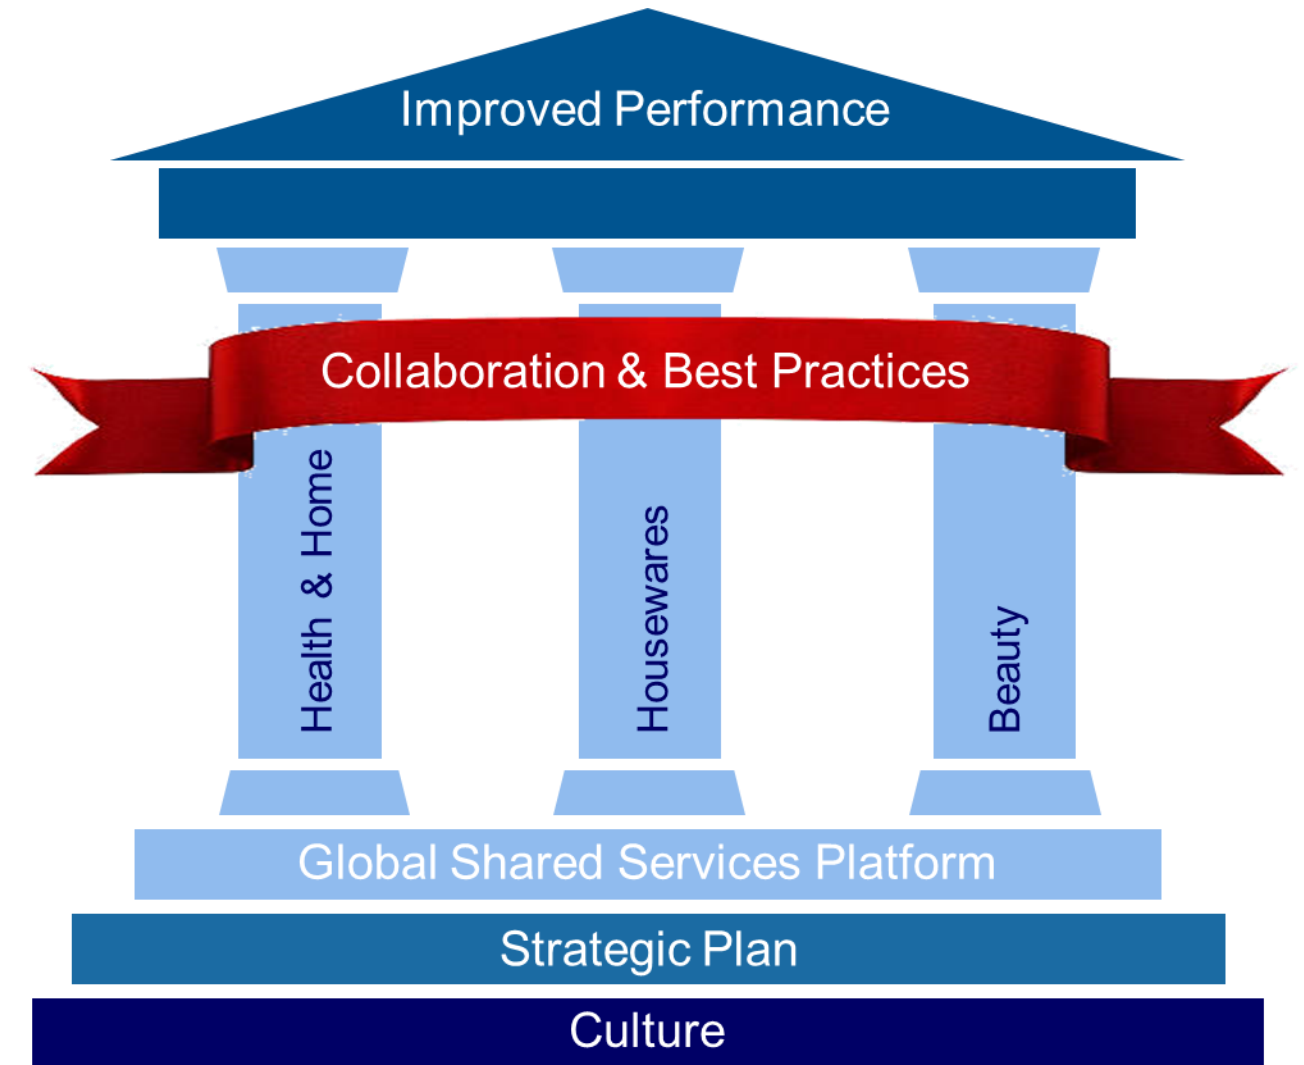 Improved Performance
Collaboration & Best Practices
Health & Home
Housewares
Beauty
Global Shared Services Platform
Strategic Plan
Culture